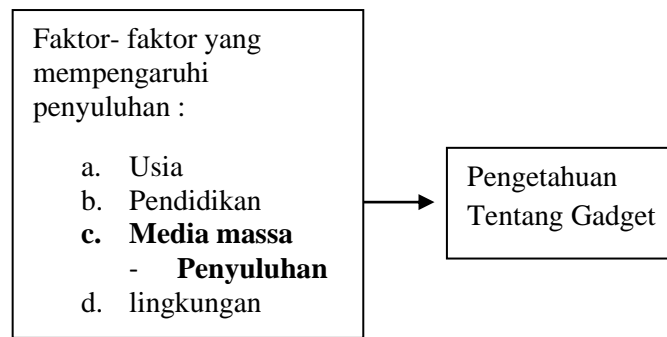 Faktor- faktor yang
mempengaruhi
penyuluhan :
a. Usia
b. Pendidikan
c. Media massa
- Penyuluhan
d. lingkungan
Pengetahuan
Tentang Gadget